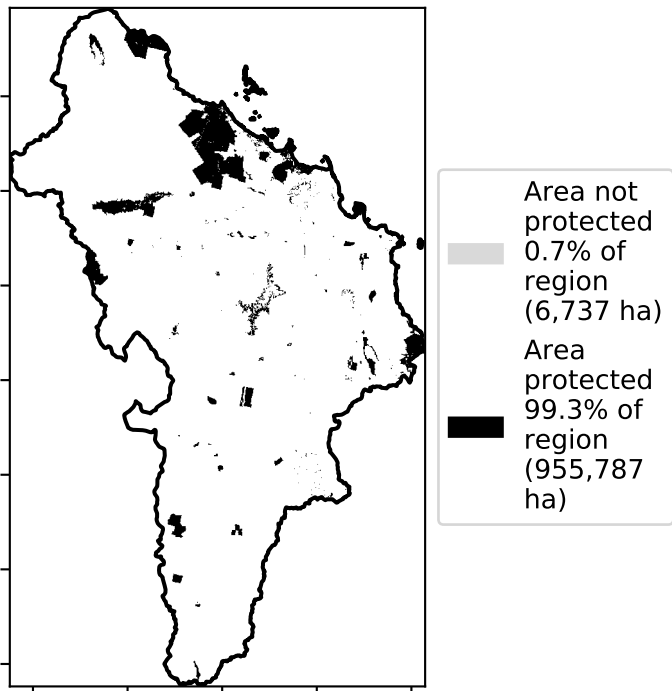 Area not
protected
0.7% of
region
(6,737 ha)
Area
protected
99.3% of
region
(955,787
ha)